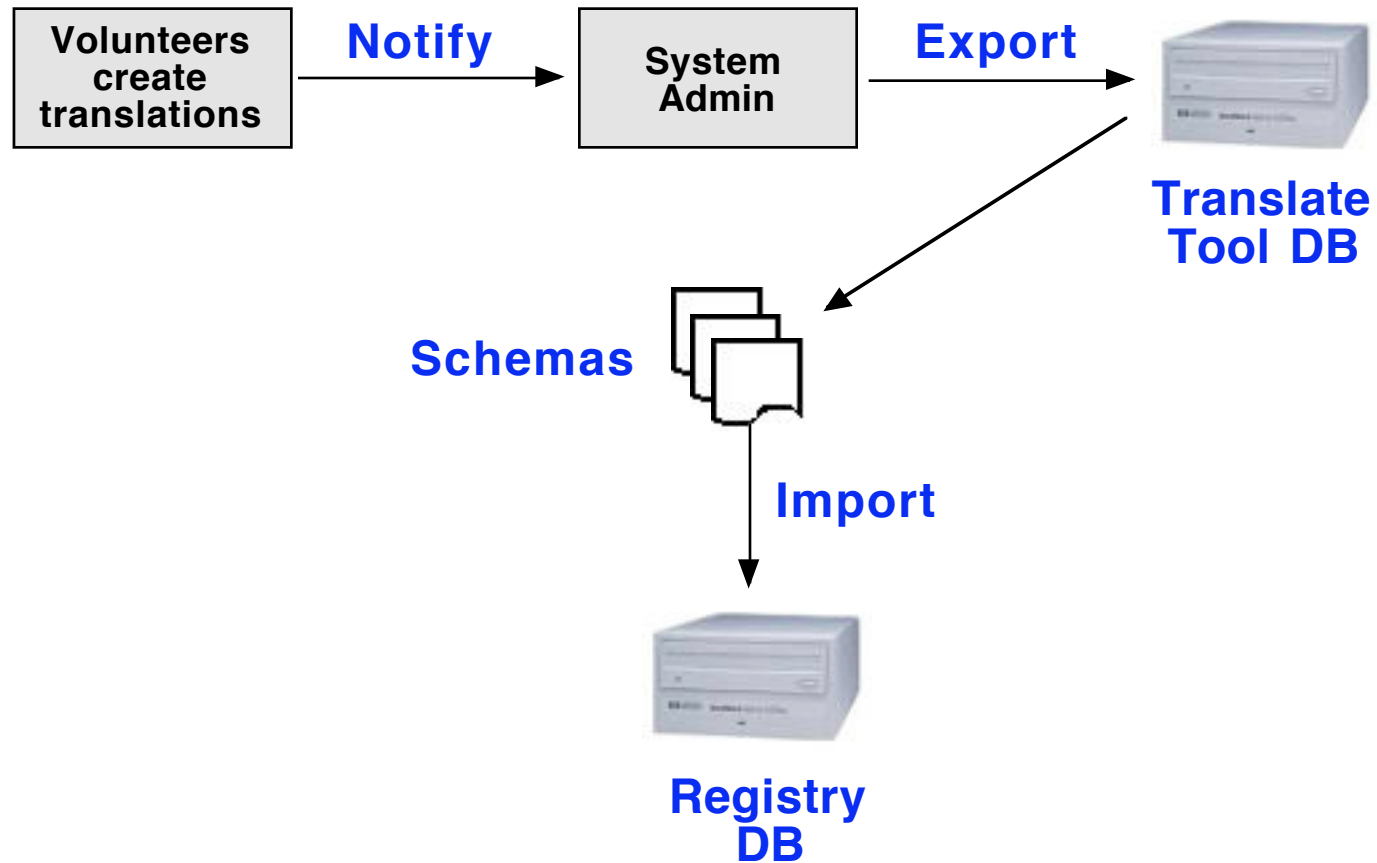 Volunteers
create
translations
Notify
System
Admin
Export
Translate
Tool DB
Schemas
Import
Registry
DB